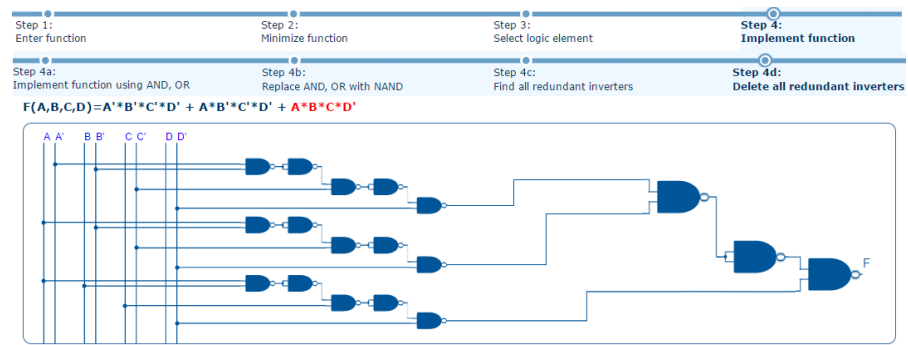 Step 1:
Enter function
Step 2:
Minimize function
Step 3:
Select logic element
Step 4:
Implement function
Step 4a:
Implement function using AND, OR
Step 4b:
Replace AND, OR with NAND
Step 4c:
Find all redundant inverters
Step 4d:
Delete all redundant inverters
F(A,B,C,D)=A'*B'*C'*D' + A*B'*C'*D' + A*B*C*D'
A A' B B' C C' D D'
F